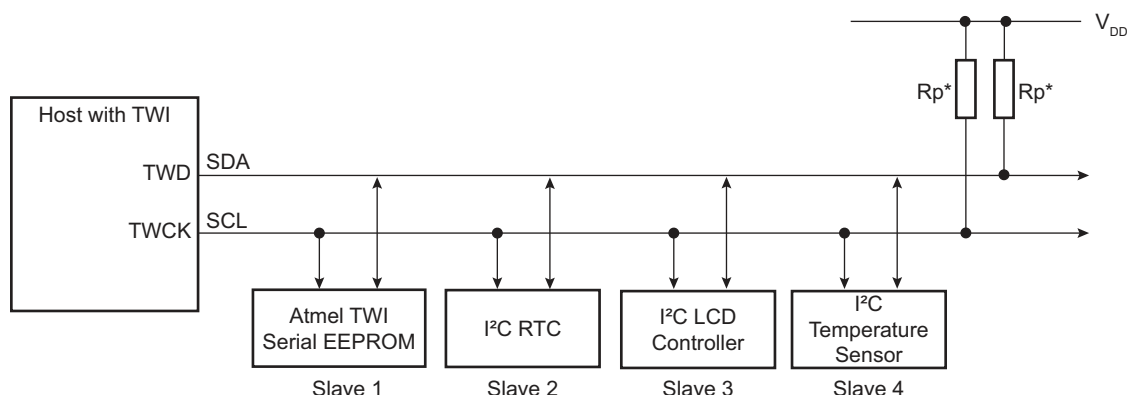 V_DD
Rp* Rp*
Host with TWI
TWD SDA
TWCK SCL
Atmel TWI
Serial EEPROM
I²C RTC
I²C LCD
Controller
I²C
Temperature
Sensor
Slave 1 Slave 2 Slave 3 Slave 4